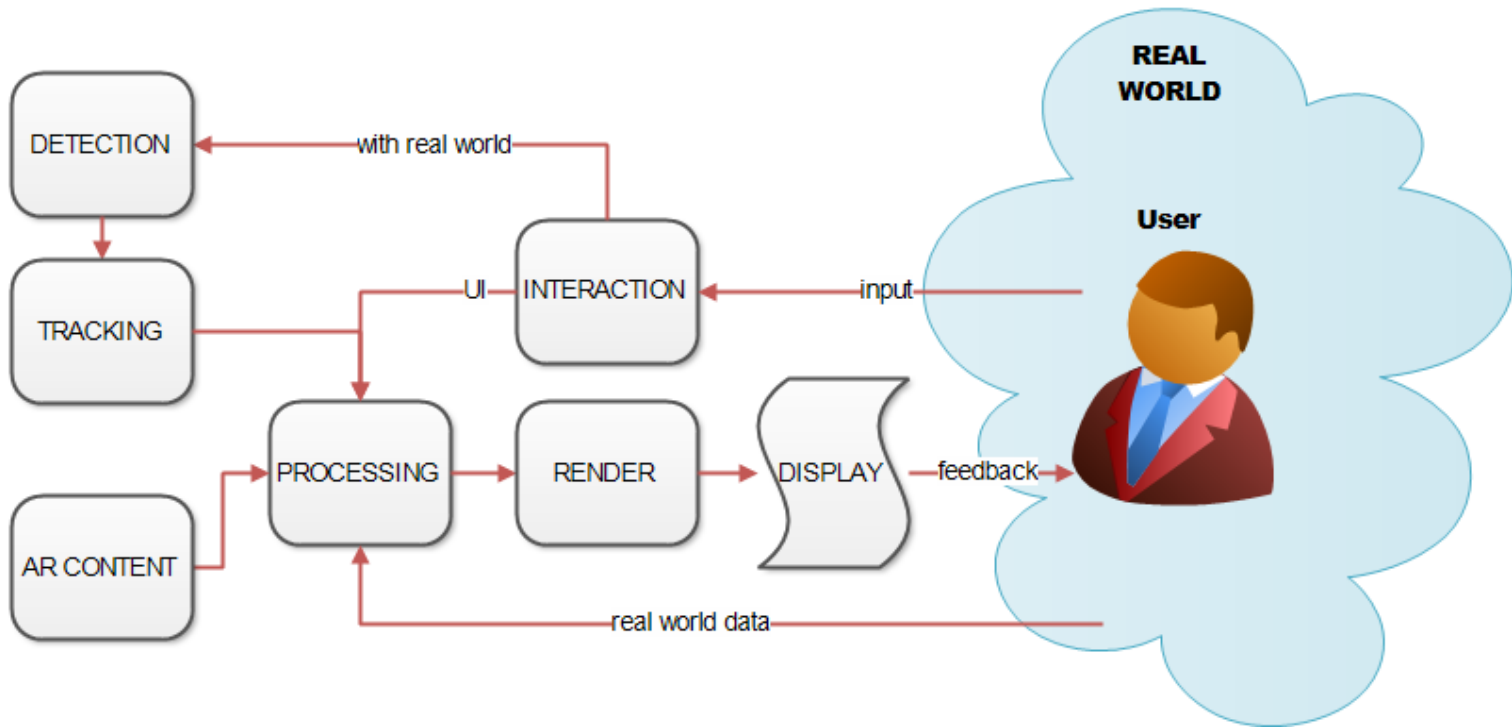 REAL
WORLD
DETECTION
with real world
User
TRACKING
UI
INTERACTION
input
PROCESSING
RENDER
DISPLAY
feedback
AR CONTENT
real world data